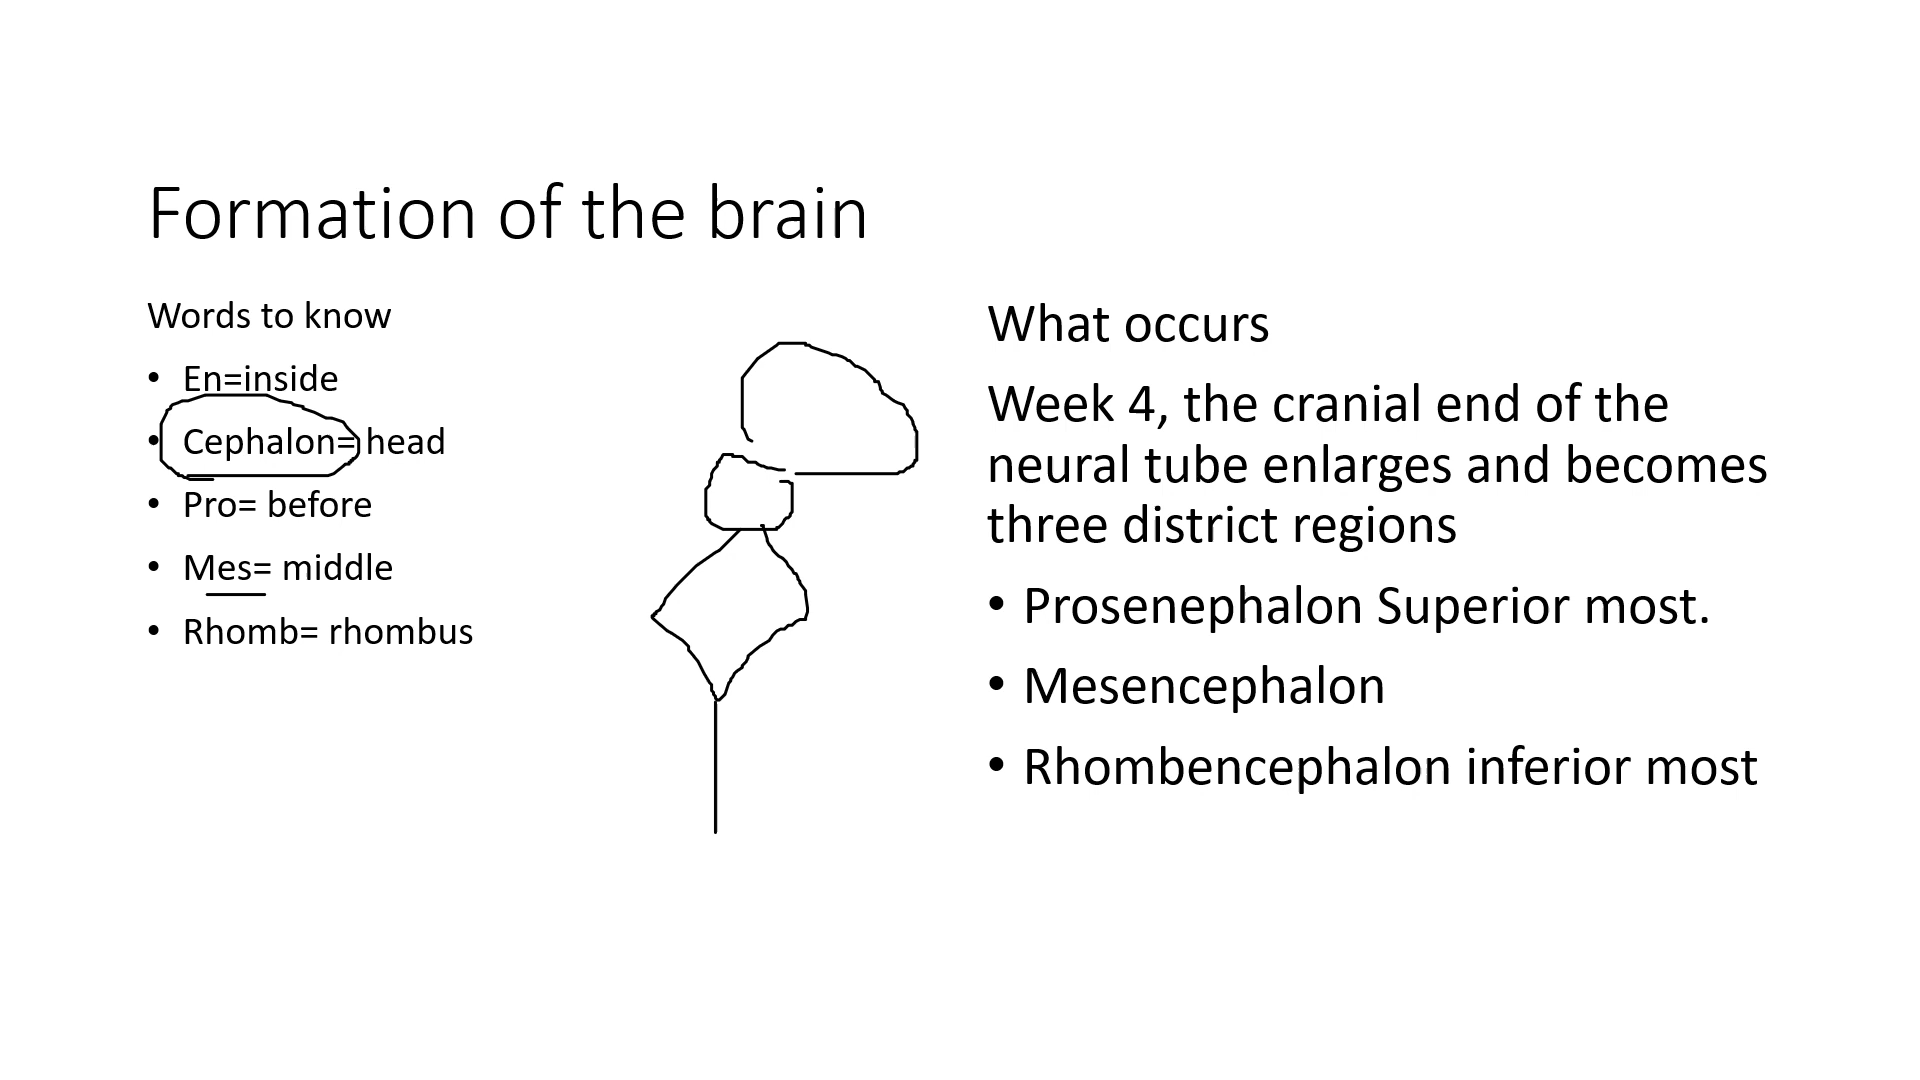 Formation of the brain
Words to know
• En=inside
• Cephalon= head
• Pro= before
• Mes= middle
• Rhomb= rhombus
What occurs
Week 4, the cranial end of the
neural tube enlarges and becomes
three district regions
• Prosenephalon Superior most.
• Mesencephalon
• Rhombencephalon inferior most